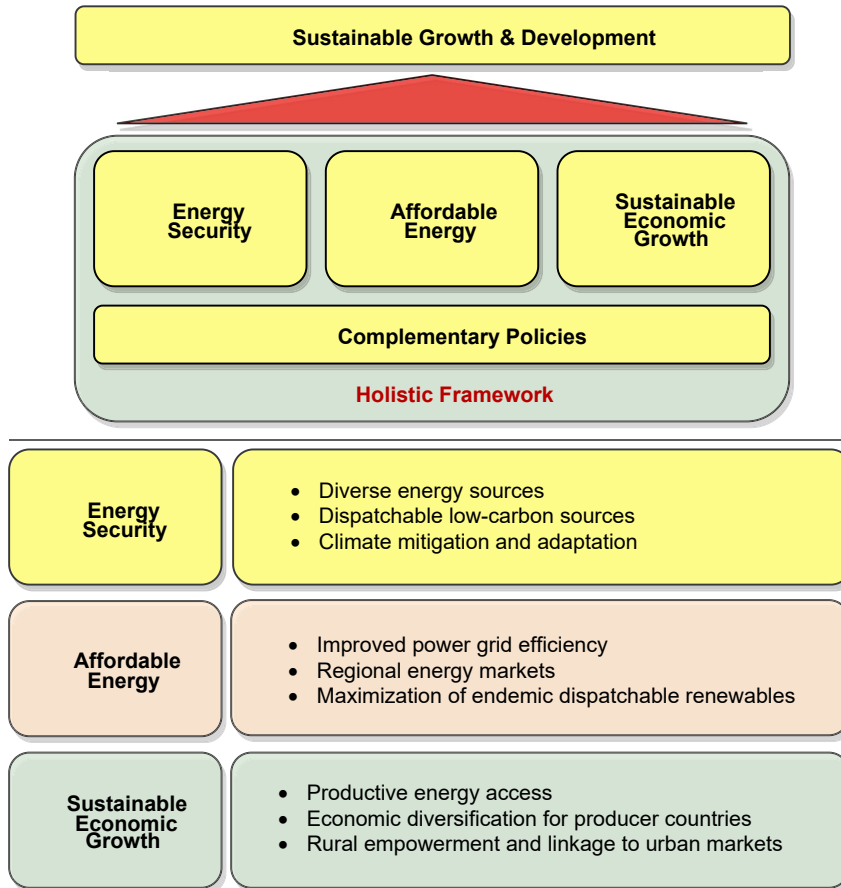 Sustainable Growth & Development
Energy
Security
Affordable
Energy
Sustainable
Economic
Growth
Complementary Policies
Holistic Framework
Energy
Security
• Diverse energy sources
• Dispatchable low-carbon sources
• Climate mitigation and adaptation
Affordable
Energy
• Improved power grid efficiency
• Regional energy markets
• Maximization of endemic dispatchable renewables
Sustainable
Economic
Growth
• Productive energy access
• Economic diversification for producer countries
• Rural empowerment and linkage to urban markets